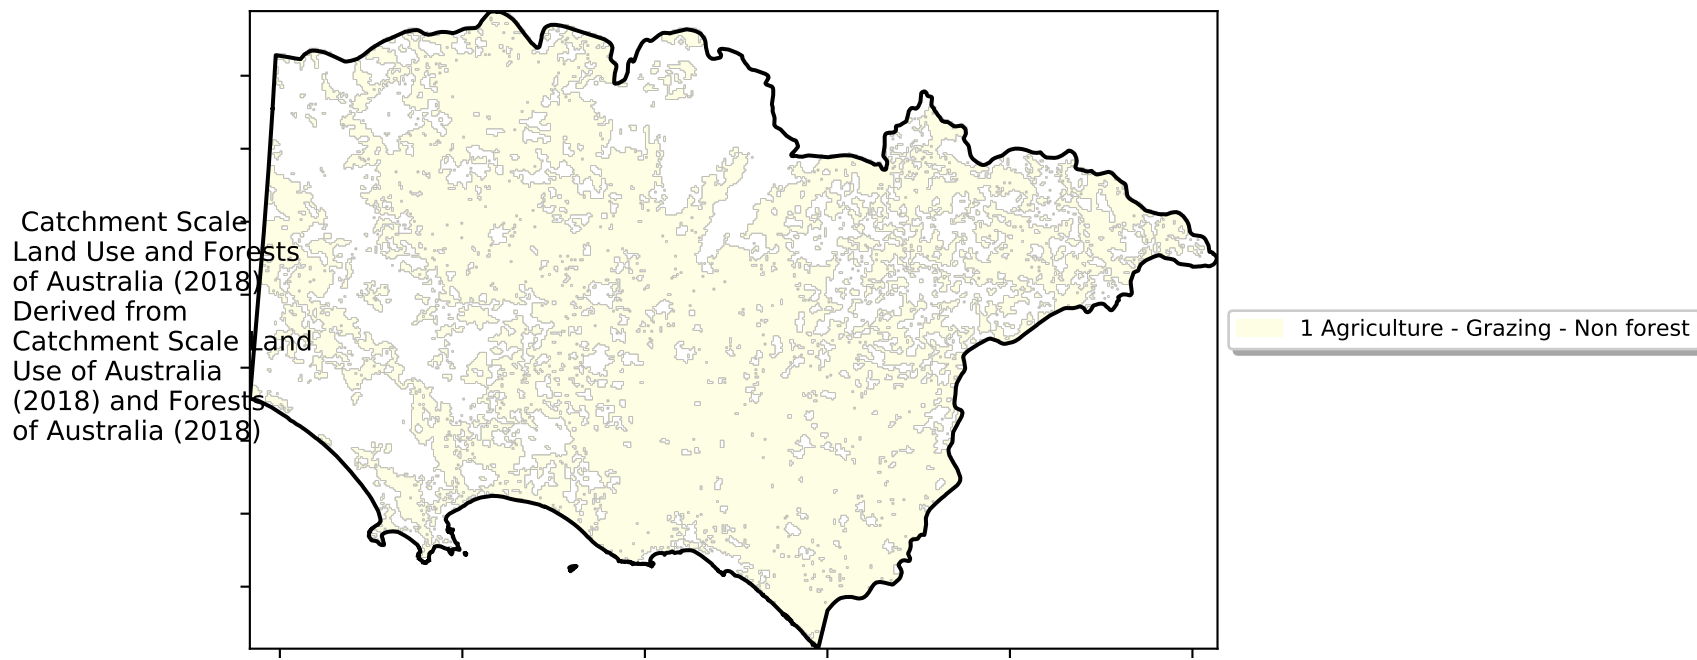 Catchment Scale
Land Use and Forests
of Australia (2018)
Derived from
Catchment Scale Land
Use of Australia
(2018) and Forests
of Australia (2018)
1 Agriculture - Grazing - Non forest